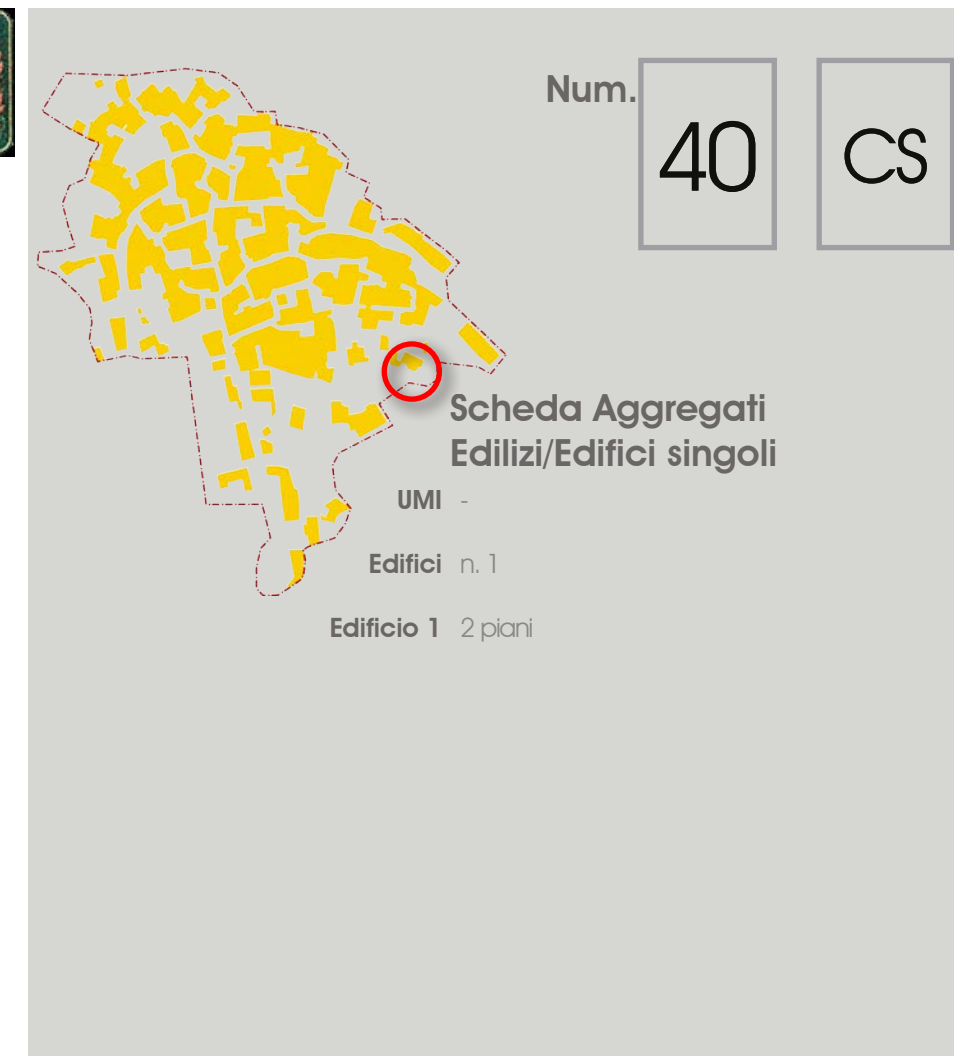 Num. 40 CS
Scheda Aggregati
Edilizi/Edifici singoli
UMI -
Edifici n. 1
Edificio 1 2 piani